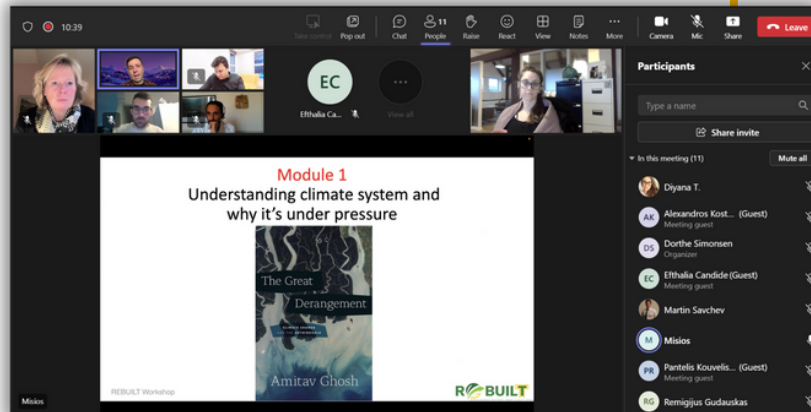 10:39
Take control
Pop out
Chat
11
People
Raise
React
View
Notes
More
Camera
Mic
Share
Leave
EC
Efthalia Ca...
View all
Module 1
Understanding climate system and
why it's under pressure
The Great
Derangement
Amitav Ghosh
REBUILT Workshop
REBUILT
Misios
Participants
Type a name
Share invite
In this meeting (11)
Mute all
Diyana T.
AK
Alexandros Kost... (Guest)
Meeting guest
DS
Dorthe Simonsen
Organizer
EC
Efthalia Candide (Guest)
Meeting guest
Martin Savchev
M
Misios
PR
Pantelis Kouvelis... (Guest)
Meeting guest
RG
Remigijus Gudauskas